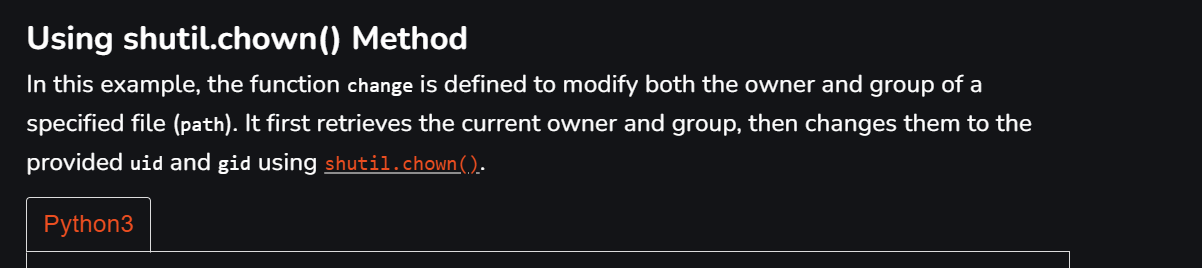 Using shutil.chown() Method
In this example, the function change is defined to modify both the owner and group of a
specified file (path). It first retrieves the current owner and group, then changes them to the
provided uid and gid using shutil.chown().
Python3